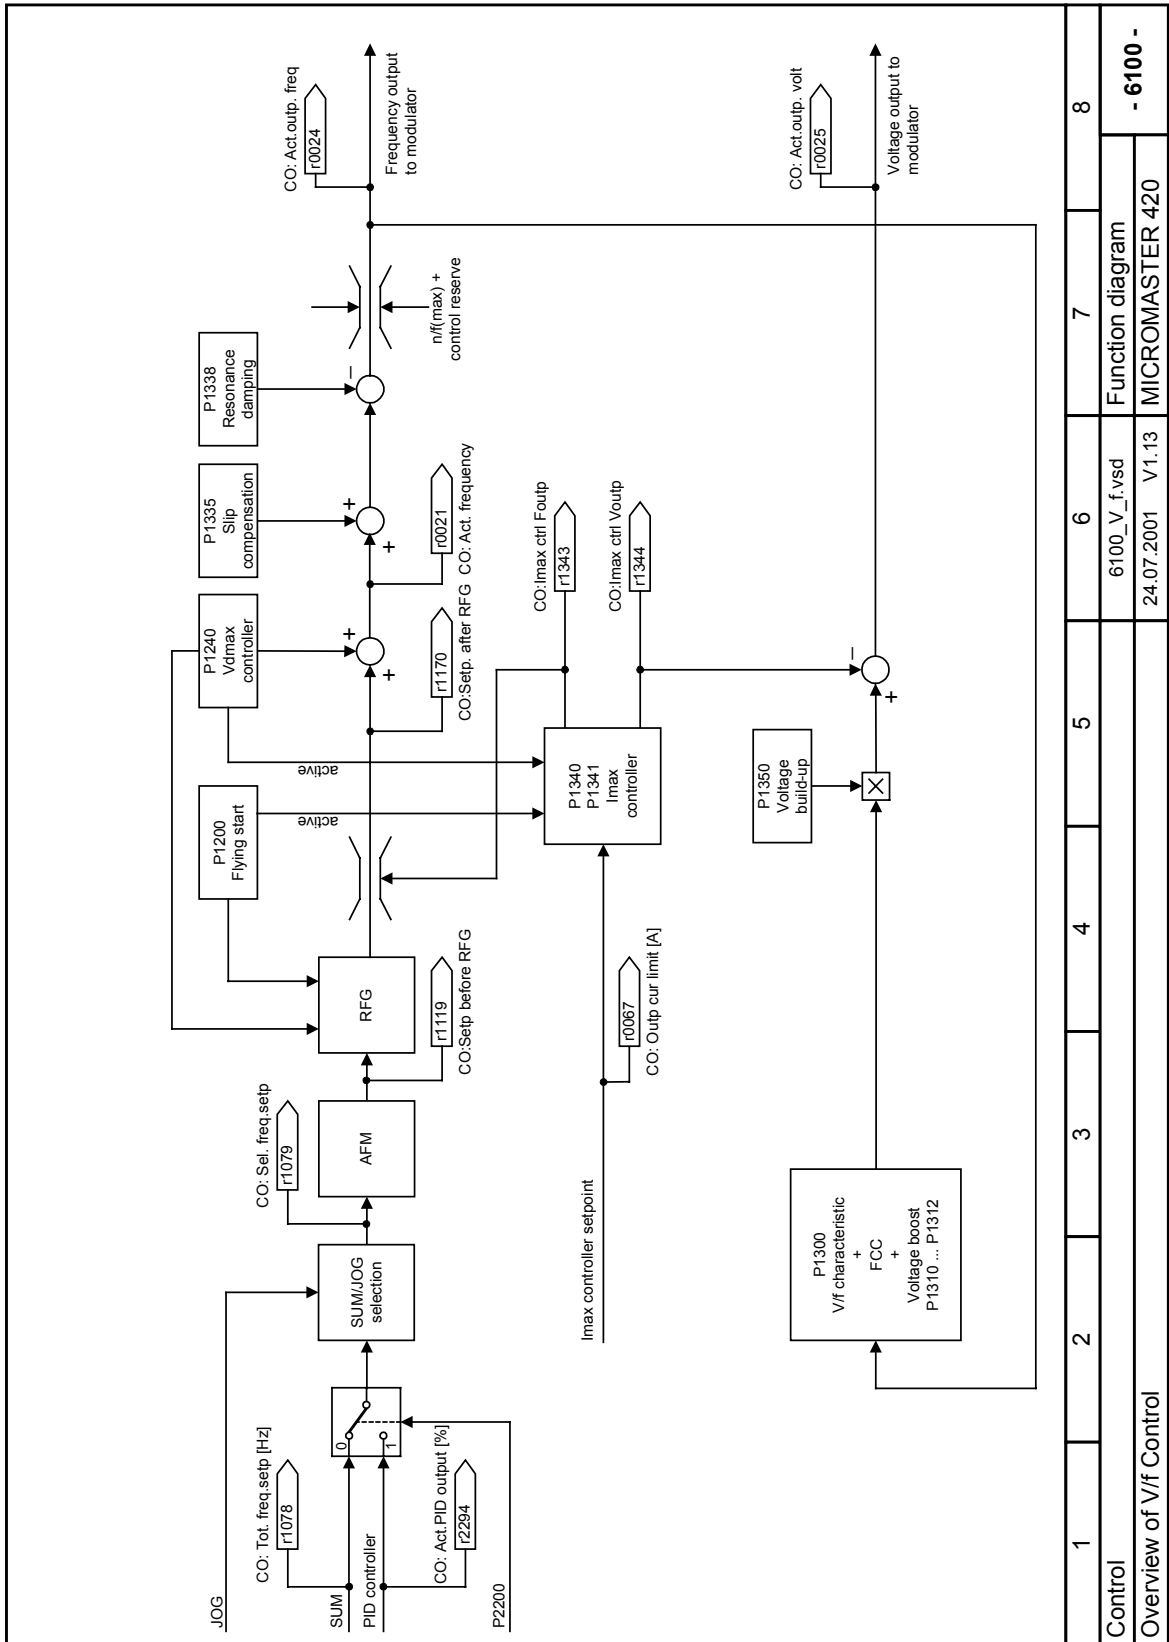 JOG
SUM
PID controller
P2200
CO: Tot. freq.setp [Hz]
r1078
0
1
CO: Act.PID output [%]
r2294
SUM/JOG
selection
CO: Sel. freq.setp
r1079
AFM
r1119
CO:Setp before RFG
RFG
P1200
Flying start
active
P1240
Vdmax
controller
active
r1170
CO:Setp. after RFG
+
+
r0021
CO: Act. frequency
P1335
Slip
compensation
+
+
P1338
Resonance
damping
–
n/f(max) +
control reserve
CO: Act.outp. freq
r0024
Frequency output
to modulator
Imax controller setpoint
r0067
CO: Outp cur limit [A]
P1340
P1341
Imax
controller
CO:Imax ctrl Foutp
r1343
CO:Imax ctrl Voutp
r1344
P1300
V/f characteristic
+
FCC
+
Voltage boost
P1310 ... P1312
P1350
Voltage
build-up
+
–
CO: Act.outp. volt
r0025
Voltage output to
modulator
1
2
3
4
5
6
7
8
Control
Overview of V/f Control
6100_V_f.vsd
24.07.2001 V1.13
Function diagram
MICROMASTER 420
- 6100 -